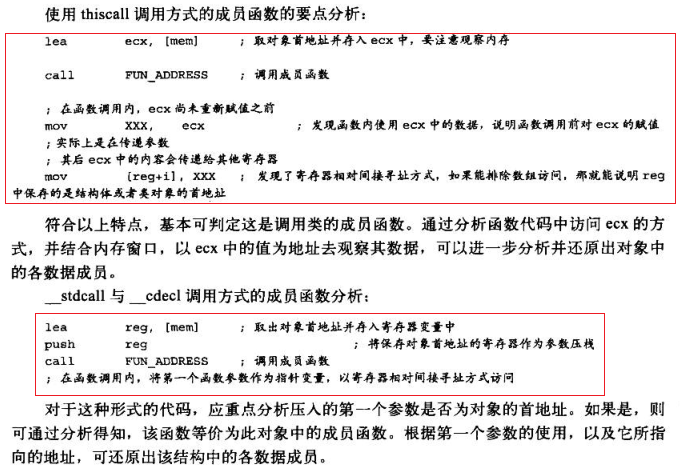 使用 thiscall 调用方式的成员函数的要点分析：
lea ecx, [mem] ; 取对象首地址并存入 ecx 中，要注意观察内存
call FUN_ADDRESS ; 调用成员函数
; 在函数调用内，ecx 尚未重新赋值之前
mov XXX, ecx ; 发现函数内使用 ecx 中的数据，说明函数调用前对 ecx 的赋值
; 实际上是在传递参数
; 其后 ecx 中的内容会传递给其他寄存器
mov [reg+i], XXX ; 发现了寄存器相对间接寻址方式，如果能排除数组访问，那就能说明 reg
中保存的是结构体或者类对象的首地址
符合以上特点，基本可判定这是调用类的成员函数。通过分析函数代码中访问 ecx 的方
式，并结合内存窗口，以 ecx 中的值为地址去观察其数据，可以进一步分析并还原出对象中
的各数据成员。
__stdcall 与 __cdecl 调用方式的成员函数分析：
lea reg, [mem] ; 取出对象首地址并存入寄存器变量中
push reg ; 将保存对象首地址的寄存器作为参数压栈
call FUN_ADDRESS ; 调用成员函数
; 在函数调用内，将第一个函数参数作为指针变量，以寄存器相对间接寻址方式访问
对于这种形式的代码，应重点分析压入的第一个参数是否为对象的首地址。如果是，则
可通过分析得知，该函数等价为此对象中的成员函数。根据第一个参数的使用，以及它所指
向的地址，可还原出该结构中的各数据成员。